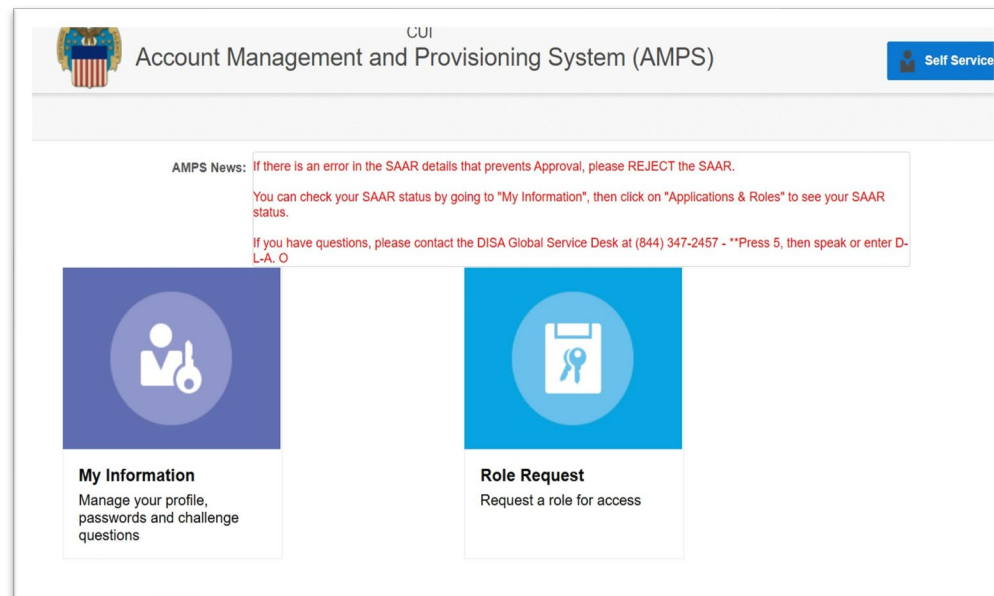 CUI
Account Management and Provisioning System (AMPS)
Self Service
AMPS News:
If there is an error in the SAAR details that prevents Approval, please REJECT the SAAR.
You can check your SAAR status by going to "My Information", then click on "Applications & Roles" to see your SAAR
status.
If you have questions, please contact the DISA Global Service Desk at (844) 347-2457 - **Press 5, then speak or enter D-
L-A. O
My Information
Manage your profile,
passwords and challenge
questions
Role Request
Request a role for access